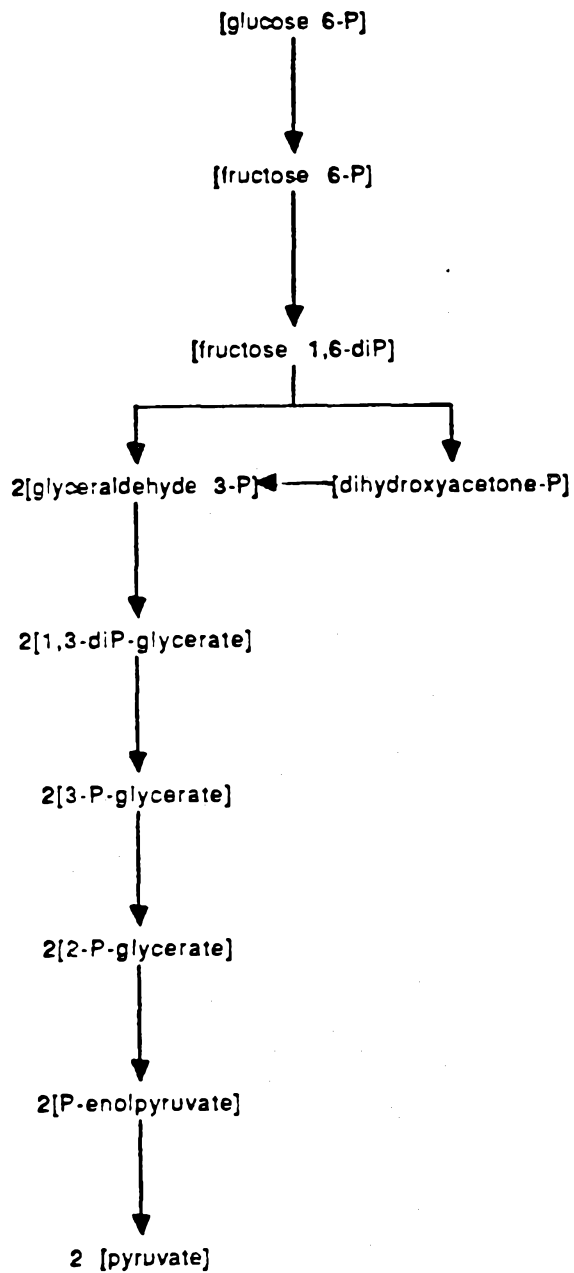 [glucose 6-P]
[fructose 6-P]
[fructose 1,6-diP]
2[glyceraldehyde 3-P] [dihydroxyacetone-P]
2[1,3-diP-glycerate]
2[3-P-glycerate]
2[2-P-glycerate]
2[P-enolpyruvate]
2 [pyruvate]